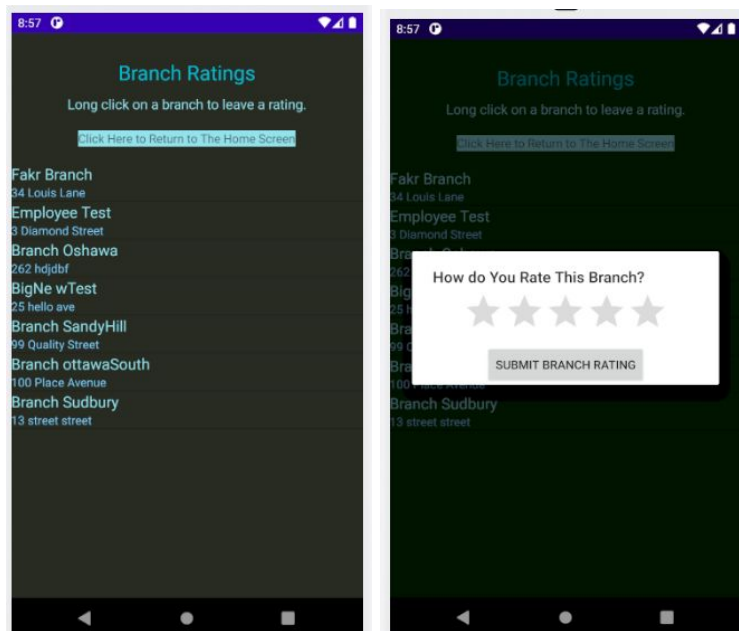 8:57
Branch Ratings
Long click on a branch to leave a rating.
Click Here to Return to The Home Screen
Fakr Branch
34 Louis Lane
Employee Test
3 Diamond Street
Branch Oshawa
262 hdjdbf
BigNe wTest
25 hello ave
Branch SandyHill
99 Quality Street
Branch ottawaSouth
100 Place Avenue
Branch Sudbury
13 street street
8:57
Branch Ratings
Long click on a branch to leave a rating.
Click Here to Return to The Home Screen
Fakr Branch
34 Louis Lane
Employee Test
3 Diamond Street
How do You Rate This Branch?
SUBMIT BRANCH RATING
100 Place Avenue
Branch Sudbury
13 street street